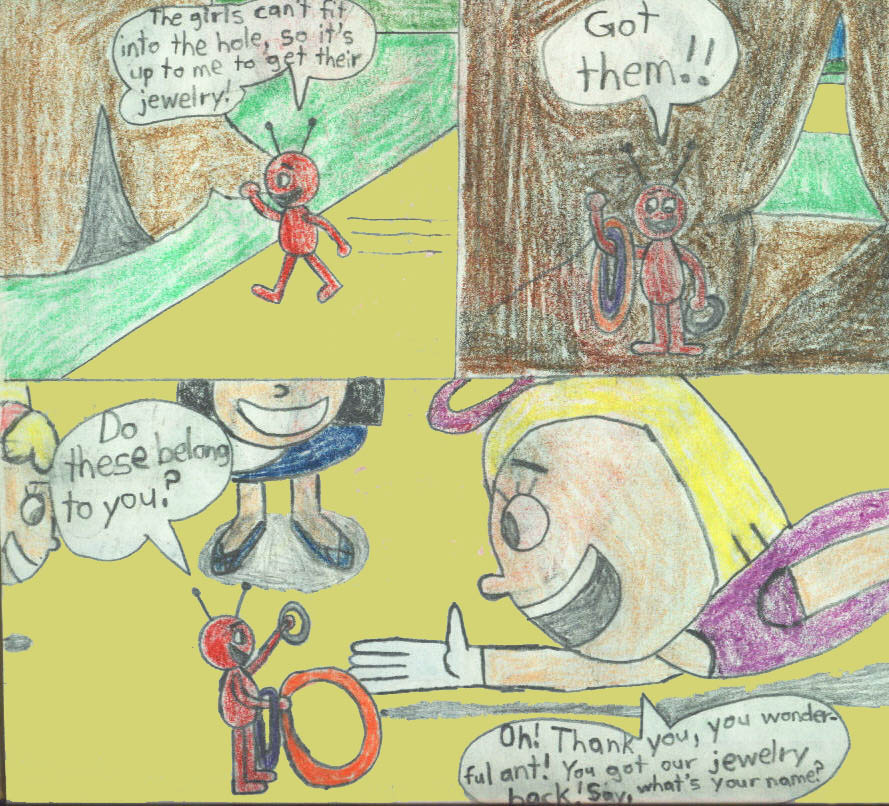 The girls can't fit
into the hole, so it's
up to me to get their
jewelry!
Got
them!!
Do
these belong
to you?
Oh! Thank you, you wonder-
ful ant! You got our jewelry
back! Say, what's your name?